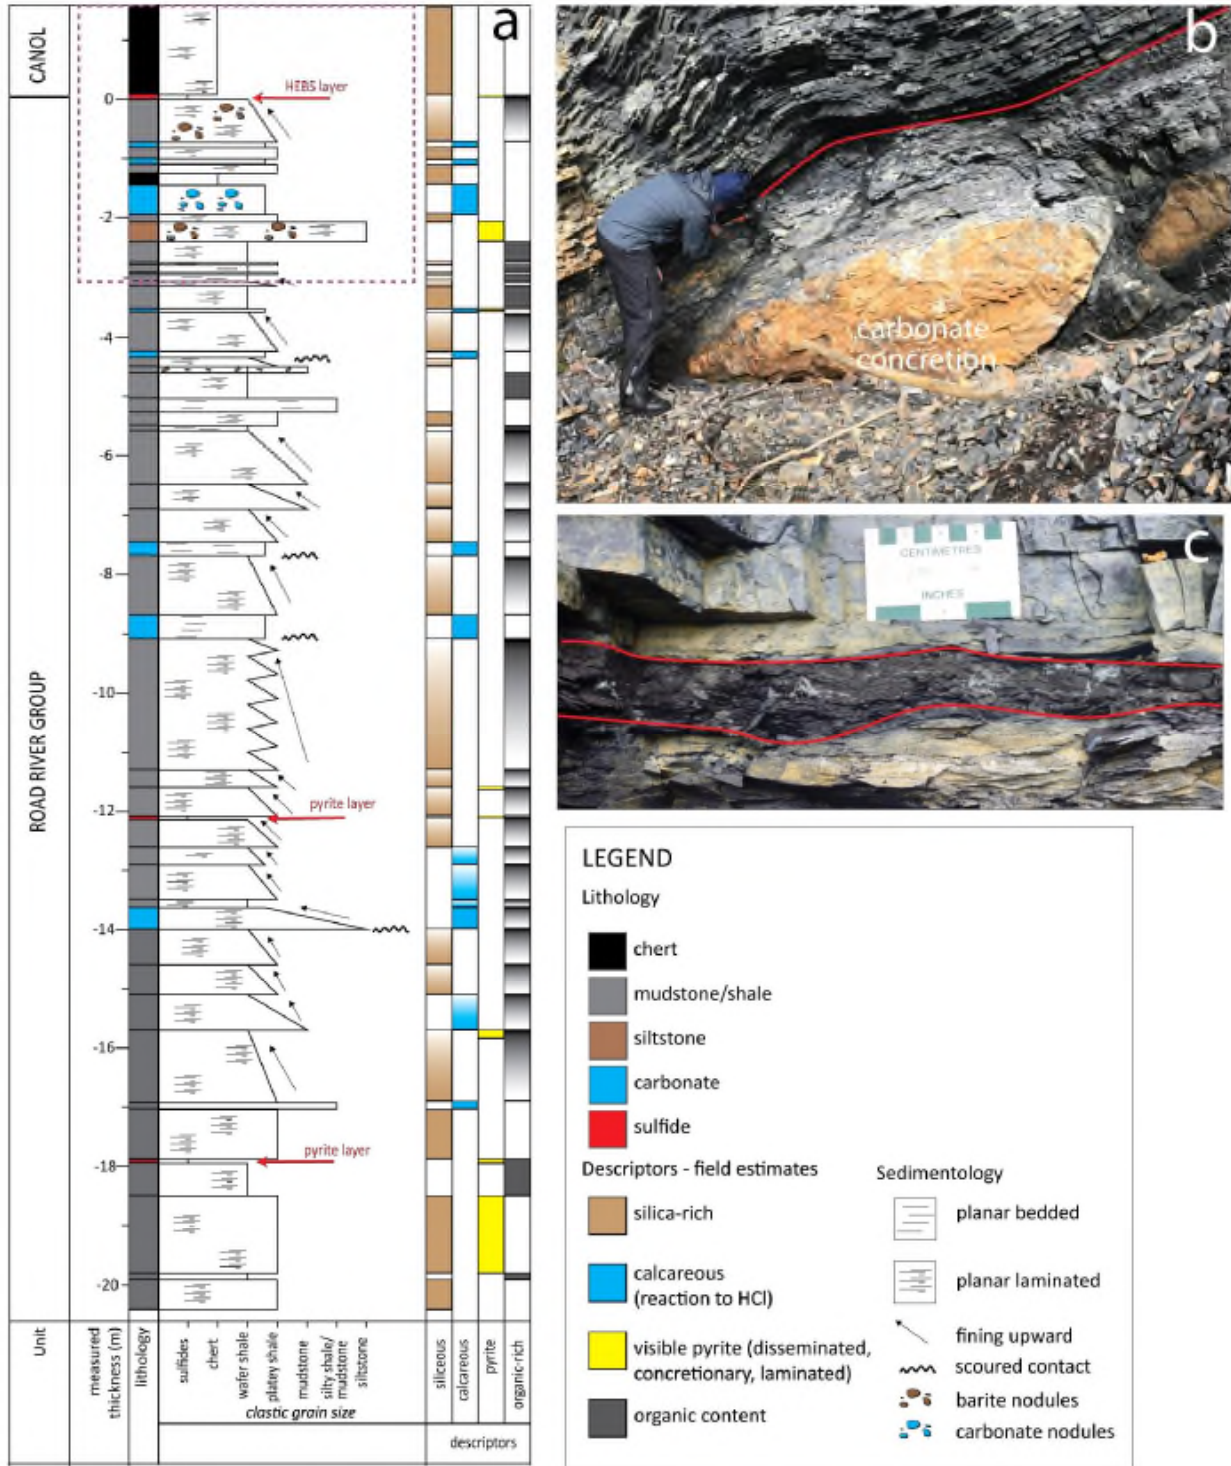 a
CANOL
HEBS layer
0
-2
-4
-6
-8
ROAD RIVER GROUP
-10
-12
pyrite layer
-14
-16
-18
pyrite layer
-20
Unit
measured
thickness (m)
lithology
sulfides
chert
wafer shale
platey shale
mudstone
silty shale/
mudstone
siltstone
clastic grain size
siliceous
calcareous
pyrite
organic-rich
descriptors
b
carbonate
concretion
c
CENTIMETRES
INCHES
LEGEND
Lithology
chert
mudstone/shale
siltstone
carbonate
sulfide
Descriptors - field estimates
silica-rich
calcareous
(reaction to HCl)
visible pyrite (disseminated,
concretionary, laminated)
organic content
Sedimentology
planar bedded
planar laminated
fining upward
scoured contact
barite nodules
carbonate nodules